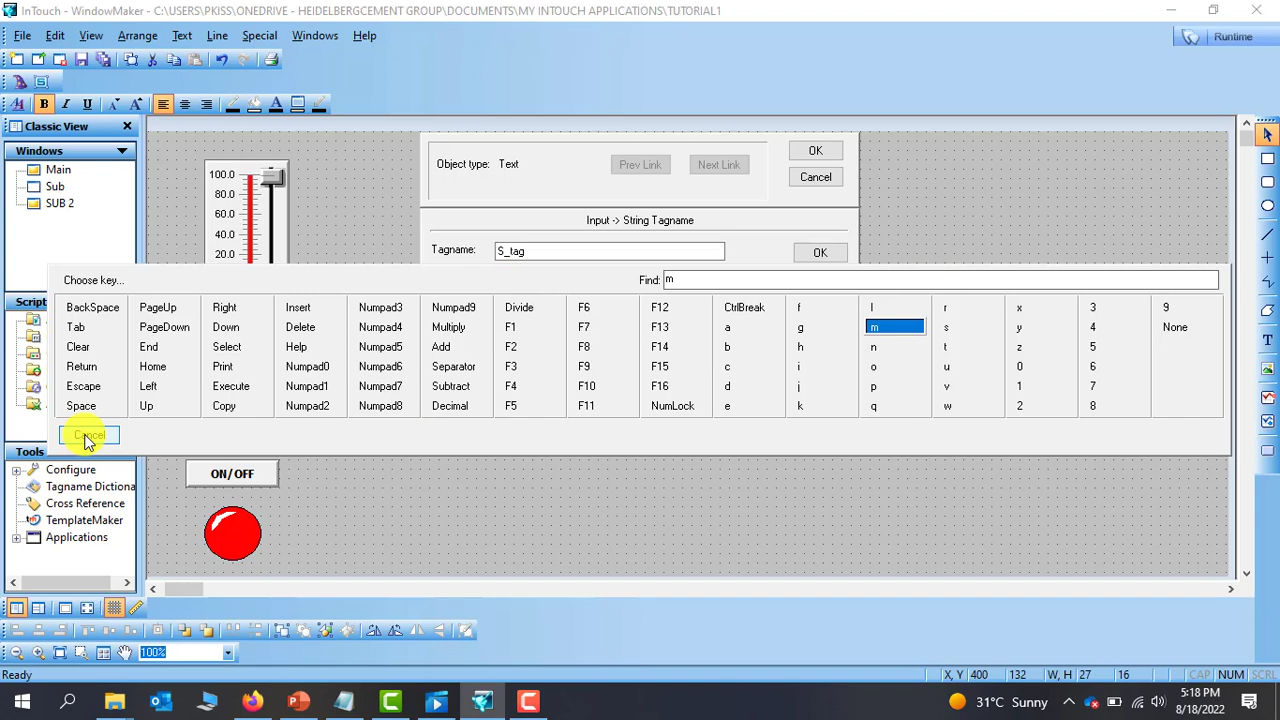 InTouch - WindowMaker - C:\USERS\PKISS\ONEDRIVE - HEIDELBERGCEMENT GROUP\DOCUMENTS\MY INTOUCH APPLICATIONS\TUTORIAL1
File Edit View Arrange Text Line Special Windows Help
Runtime
Classic View
Windows
Main
Sub
SUB 2
100.0
80.0
60.0
40.0
20.0
Object type: Text Prev Link Next Link OK
Cancel
Input -> String Tagname
Tagname: S_tag OK
Choose key... Find: m
BackSpace PageUp Right Insert Numpad3 Numpad9 Divide F6 F12 CtrlBreak f l r x 3 9
Tab PageDown Down Delete Numpad4 Multiply F1 F7 F13 a g m s y 4 None
Clear End Select Help Numpad5 Add F2 F8 F14 b h n t z 5
Return Home Print Numpad0 Numpad6 Separator F3 F9 F15 c i o u 0 6
Escape Left Execute Numpad1 Numpad7 Subtract F4 F10 F16 d j p v 1 7
Space Up Copy Numpad2 Numpad8 Decimal F5 F11 NumLock e k q w 2 8
Cancel
Script
Tools
Configure
Tagname Dictiona
Cross Reference
TemplateMaker
Applications
ON/OFF
100%
Ready X, Y 400 132 W, H 27 16 CAP NUM SCRL
31°C Sunny
5:18 PM
8/18/2022